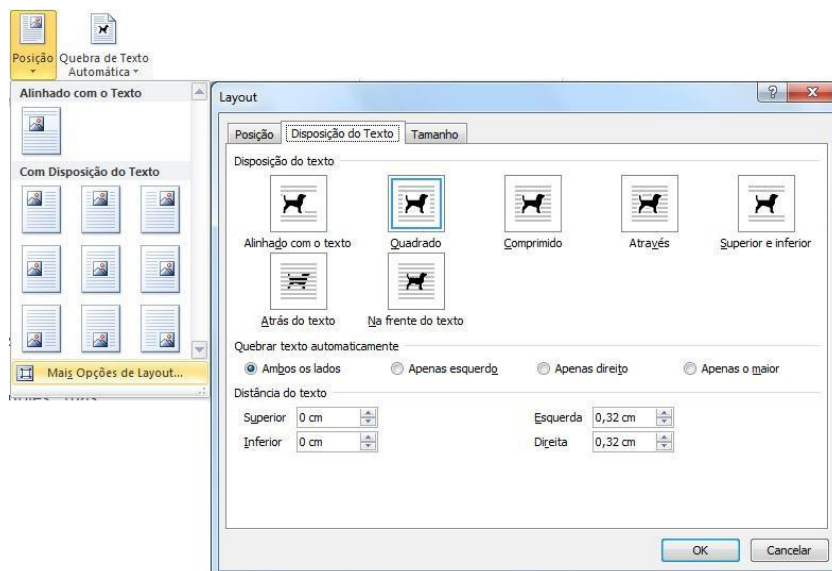 Posição
Quebra de Texto
Automática
Alinhado com o Texto
Com Disposição do Texto
Mais Opções de Layout...
Layout
Posição
Disposição do Texto
Tamanho
Disposição do texto
Alinhado com o texto
Quadrado
Comprimido
Através
Superior e inferior
Atrás do texto
Na frente do texto
Quebrar texto automaticamente
Ambos os lados
Apenas esquerdo
Apenas direito
Apenas o maior
Distância do texto
Superior 0 cm
Esquerda 0,32 cm
Inferior 0 cm
Direita 0,32 cm
OK
Cancelar